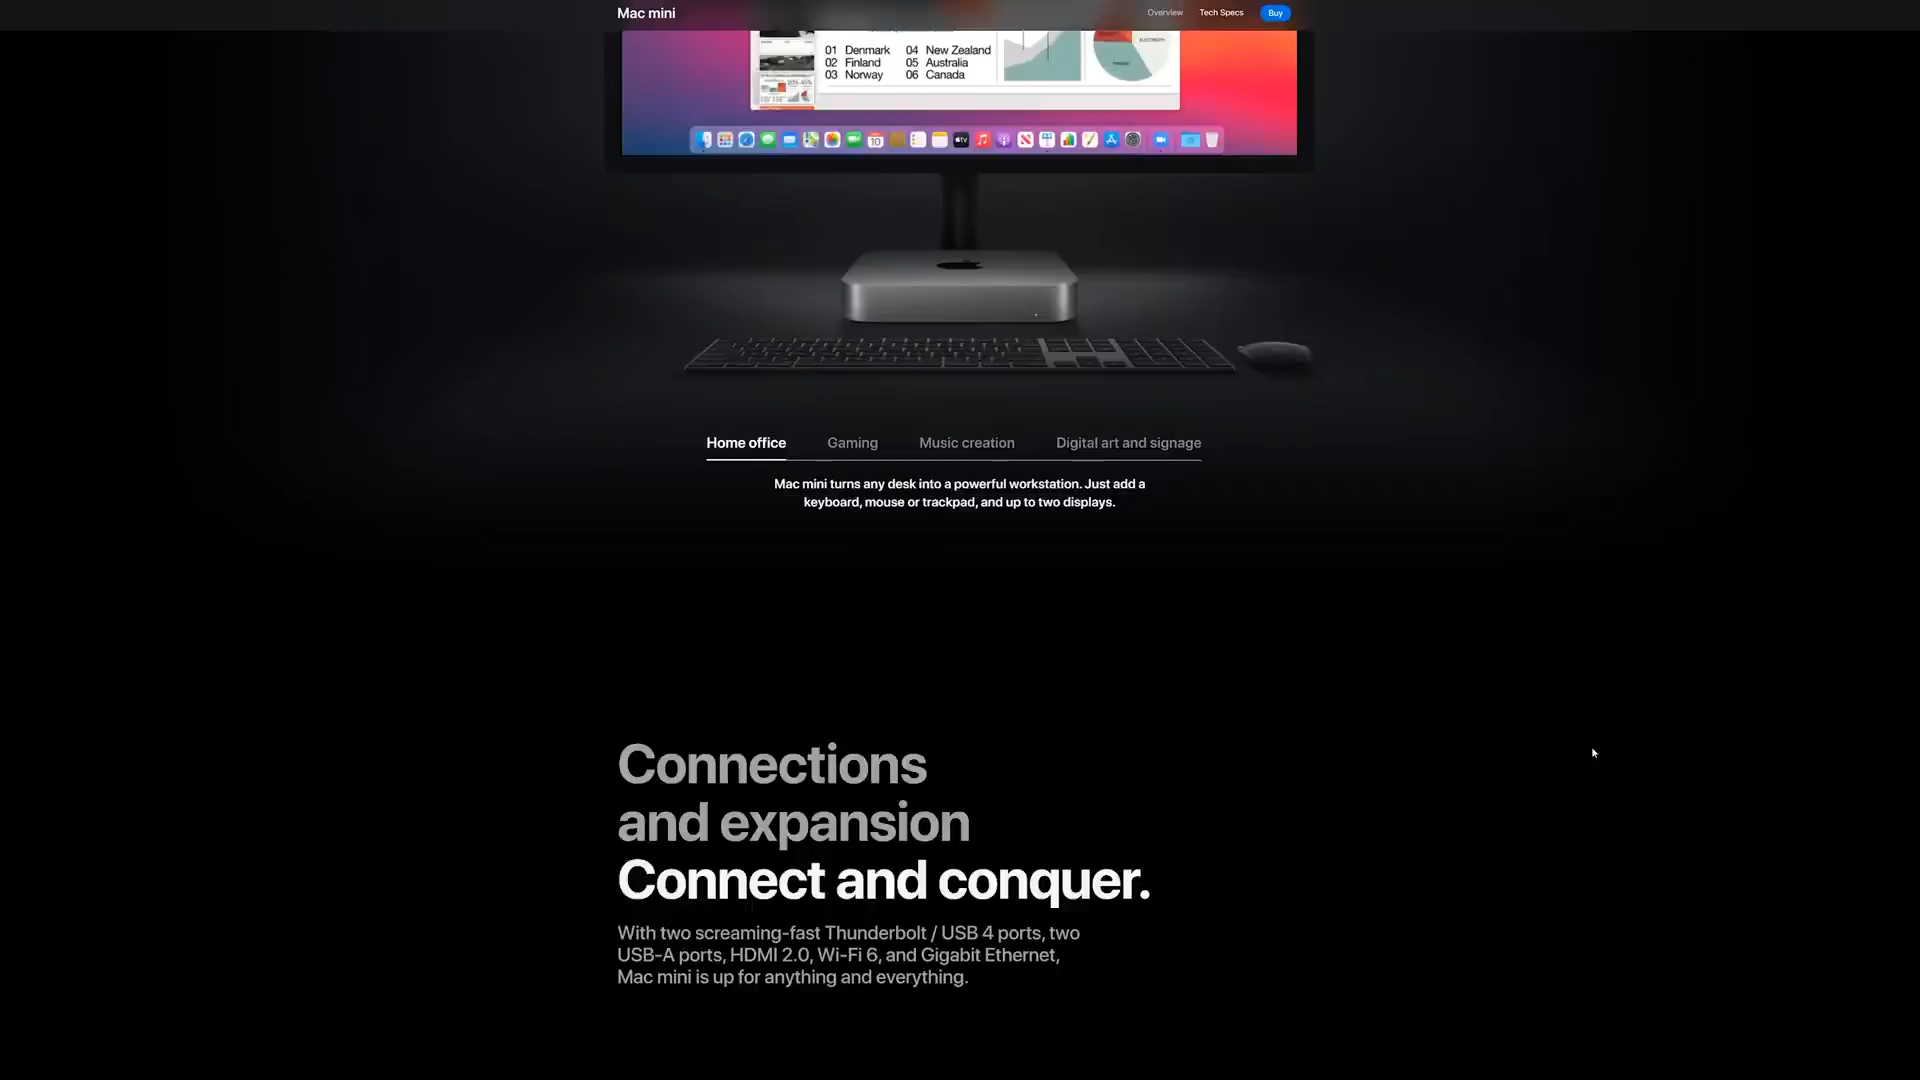 Mac mini
Overview
Tech Specs
Buy
01 Denmark 04 New Zealand
02 Finland 05 Australia
03 Norway 06 Canada
ELECTRICITY
10
Home office
Gaming
Music creation
Digital art and signage
Mac mini turns any desk into a powerful workstation. Just add a
keyboard, mouse or trackpad, and up to two displays.
Connections
and expansion
Connect and conquer.
With two screaming-fast Thunderbolt / USB 4 ports, two
USB-A ports, HDMI 2.0, Wi-Fi 6, and Gigabit Ethernet,
Mac mini is up for anything and everything.